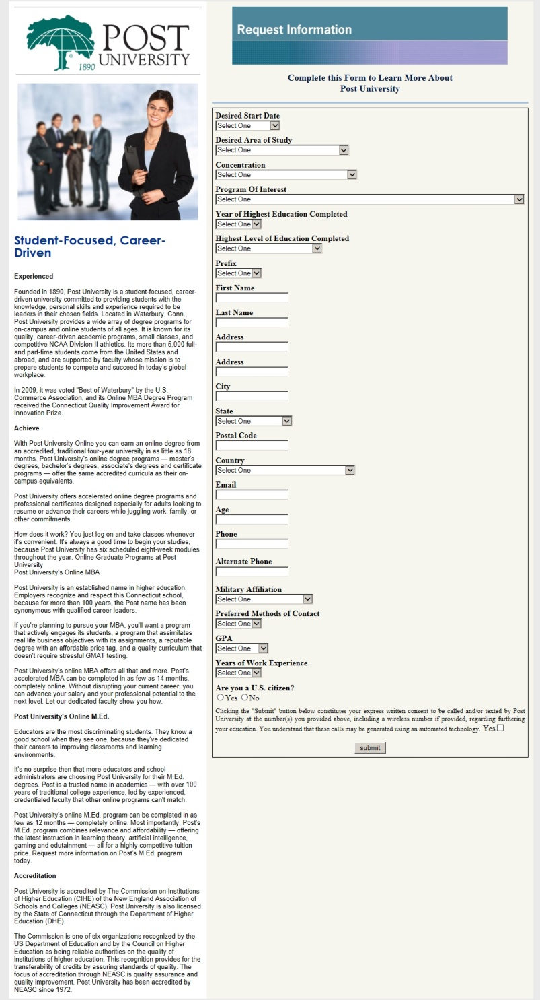 POST
UNIVERSITY
®
1890
Student-Focused, Career-
Driven
Experienced
Founded in 1890, Post University is a student-focused, career-
driven university committed to providing students with the
knowledge, personal skills and experience required to be
leaders in their chosen fields. Located in Waterbury, Conn.,
Post University provides a wide array of degree programs for
on-campus and online students of all ages. It is known for its
quality, career-driven academic programs, small classes, and
competitive NCAA Division II athletics. Its more than 5,000 full-
and part-time students come from the United States and
abroad, and are supported by faculty whose mission is to
prepare students to compete and succeed in today's global
workplace.
In 2009, it was voted "Best of Waterbury" by the U.S.
Commerce Association, and its Online MBA Degree Program
received the Connecticut Quality Improvement Award for
Innovation Prize.
Achieve
With Post University Online you can earn an online degree from
an accredited, traditional four-year university in as little as 18
months. Post University's online degree programs — master's
degrees, bachelor's degrees, associate's degrees and certificate
programs — offer the same accredited curricula as their on-
campus equivalents.
Post University offers accelerated online degree programs and
professional certificates designed especially for adults looking to
resume or advance their careers while juggling work, family, or
other commitments.
How does it work? You just log on and take classes whenever
it's convenient. It's always a good time to begin your studies,
because Post University has six scheduled eight-week modules
throughout the year. Online Graduate Programs at Post
University
Post University's Online MBA
Post University is an established name in higher education.
Employers recognize and respect this Connecticut school,
because for more than 100 years, the Post name has been
synonymous with qualified career leaders.
If you're planning to pursue your MBA, you'll want a program
that actively engages its students, a program that assimilates
real life business objectives with its assignments, a reputable
degree with an affordable price tag, and a quality curriculum that
doesn't require stressful GMAT testing.
Post University's online MBA offers all that and more. Post's
accelerated MBA can be completed in as few as 14 months,
completely online. Without disrupting your current career, you
can advance your salary and your professional potential to the
next level. Let our dedicated faculty show you how.
Post University's Online M.Ed.
Educators are the most discriminating students. They know a
good school when they see one, because they've dedicated
their careers to improving classrooms and learning
environments.
It's no surprise then that more educators and school
administrators are choosing Post University for their M.Ed.
degrees. Post is a trusted name in academics — with over 100
years of traditional college experience, led by experienced,
credentialed faculty that other online programs can't match.
Post University's online M.Ed. program can be completed in as
few as 12 months — completely online. Most importantly, Post's
M.Ed. program combines relevance and affordability — offering
the latest instruction in learning theory, artificial intelligence,
gaming and edutainment — all for a highly competitive tuition
price. Request more information on Post's M.Ed. program
today.
Accreditation
Post University is accredited by The Commission on Institutions
of Higher Education (CIHE) of the New England Association of
Schools and Colleges (NEASC). Post University is also licensed
by the State of Connecticut through the Department of Higher
Education (DHE).
The Commission is one of six organizations recognized by the
US Department of Education and by the Council on Higher
Education as being reliable authorities on the quality of
institutions of higher education. This recognition provides for the
transferability of credits by assuring standards of quality. The
focus of accreditation through NEASC is quality assurance and
quality improvement. Post University has been accredited by
NEASC since 1972.
Request Information
Complete this Form to Learn More About
Post University
Desired Start Date
Select One
Desired Area of Study
Select One
Concentration
Select One
Program Of Interest
Select One
Year of Highest Education Completed
Select One
Highest Level of Education Completed
Select One
Prefix
Select One
First Name
Last Name
Address
Address
City
State
Select One
Postal Code
Country
Select One
Email
Age
Phone
Alternate Phone
Military Affiliation
Select One
Preferred Methods of Contact
Select One
GPA
Select One
Years of Work Experience
Select One
Are you a U.S. citizen?
Yes No
Clicking the "Submit" button below constitutes your express written consent to be called and/or texted by Post
University at the number(s) you provided above, including a wireless number if provided, regarding furthering
your education. You understand that these calls may be generated using an automated technology. Yes
submit